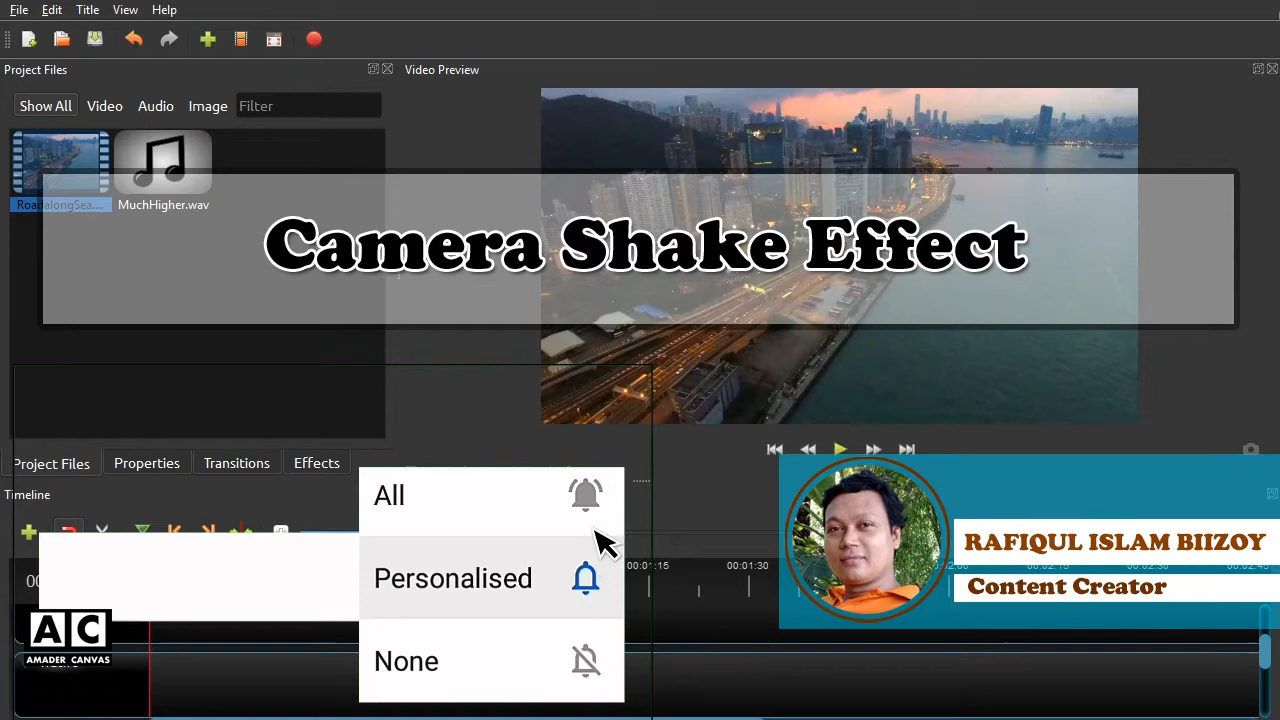 File Edit Title View Help
Project Files
Video Preview
Show All Video Audio Image Filter
RoadalongSea.... MuchHigher.wav
Camera Shake Effect
Project Files Properties Transitions Effects
Timeline
All
Personalised
None
00:01:15 00:01:30
RAFIQUL ISLAM BIIZOY
Content Creator
A|C
AMADER CANVAS